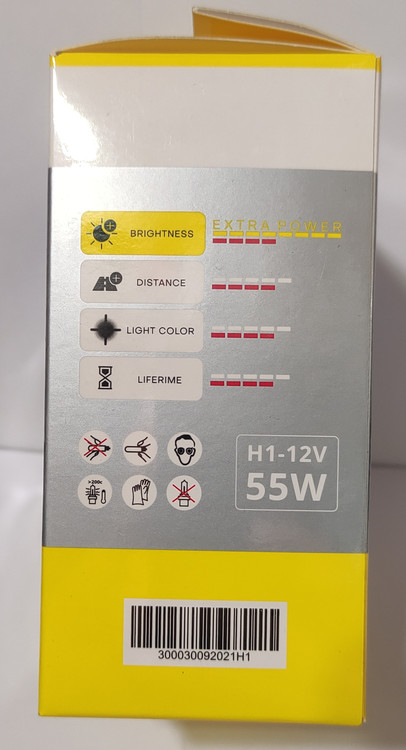 EXTRA POWER
BRIGHTNESS
DISTANCE
LIGHT COLOR
LIFERIME
H1-12V
55W
>200c
300030092021H1